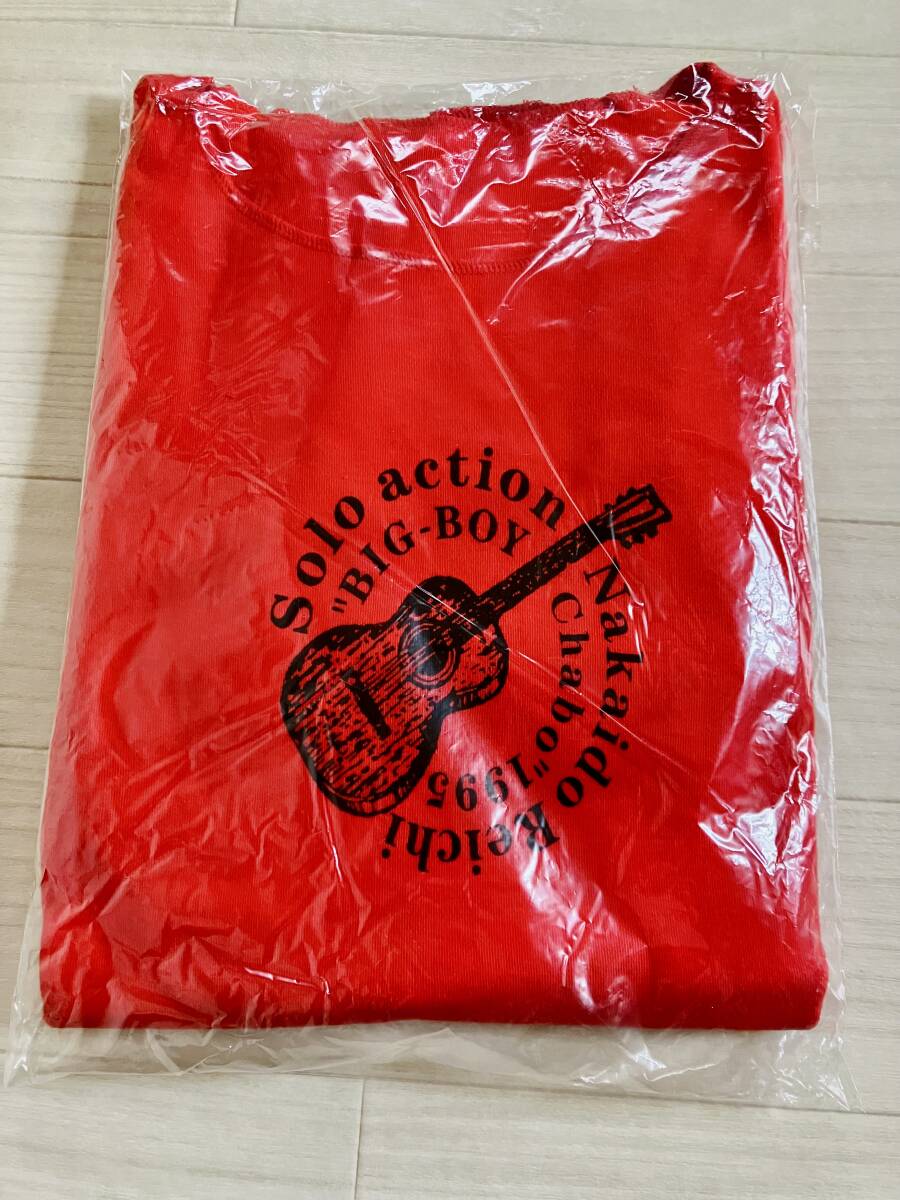 Solo action Nakaido Reichi
"BIG-BOY Chabo" 1995